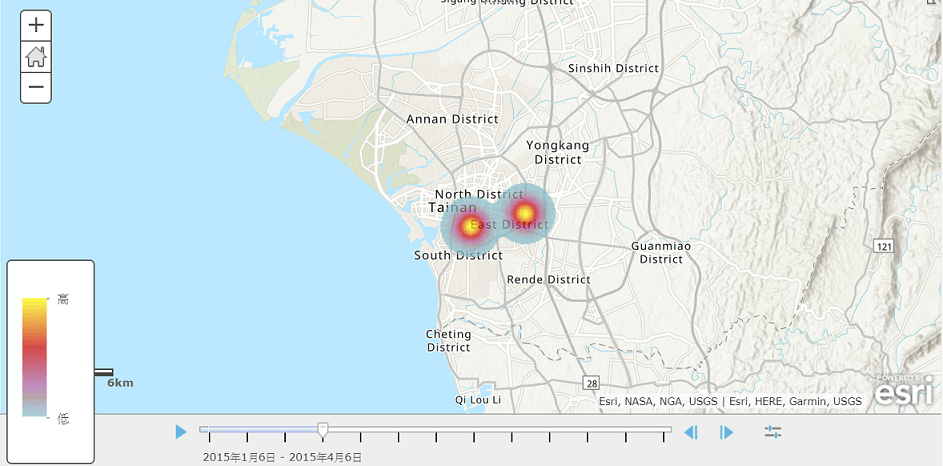 Sinshih District
Annan District
Yongkang
District
North District
Tainan
East District
South District
Guanmiao
District
121
Rende District
Cheting
District
Qi Lou Li
28
高
低
6km
Esri, NASA, NGA, USGS | Esri, HERE, Garmin, USGS
POWERED BY
esri
2015年1月6日 - 2015年4月6日